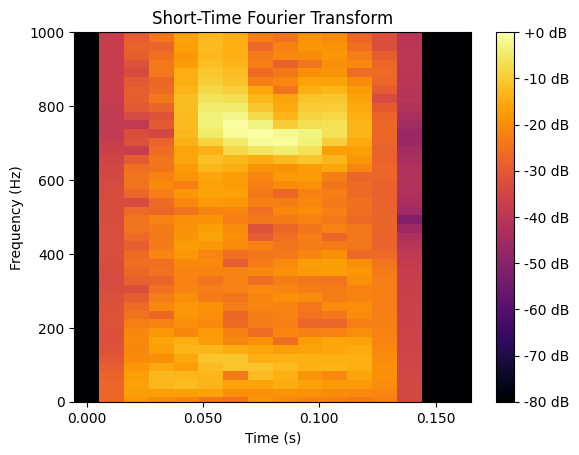 Short-Time Fourier Transform
1000
800
600
400
200
0
Frequency (Hz)
0.000
0.050
0.100
0.150
Time (s)
+0 dB
-10 dB
-20 dB
-30 dB
-40 dB
-50 dB
-60 dB
-70 dB
-80 dB